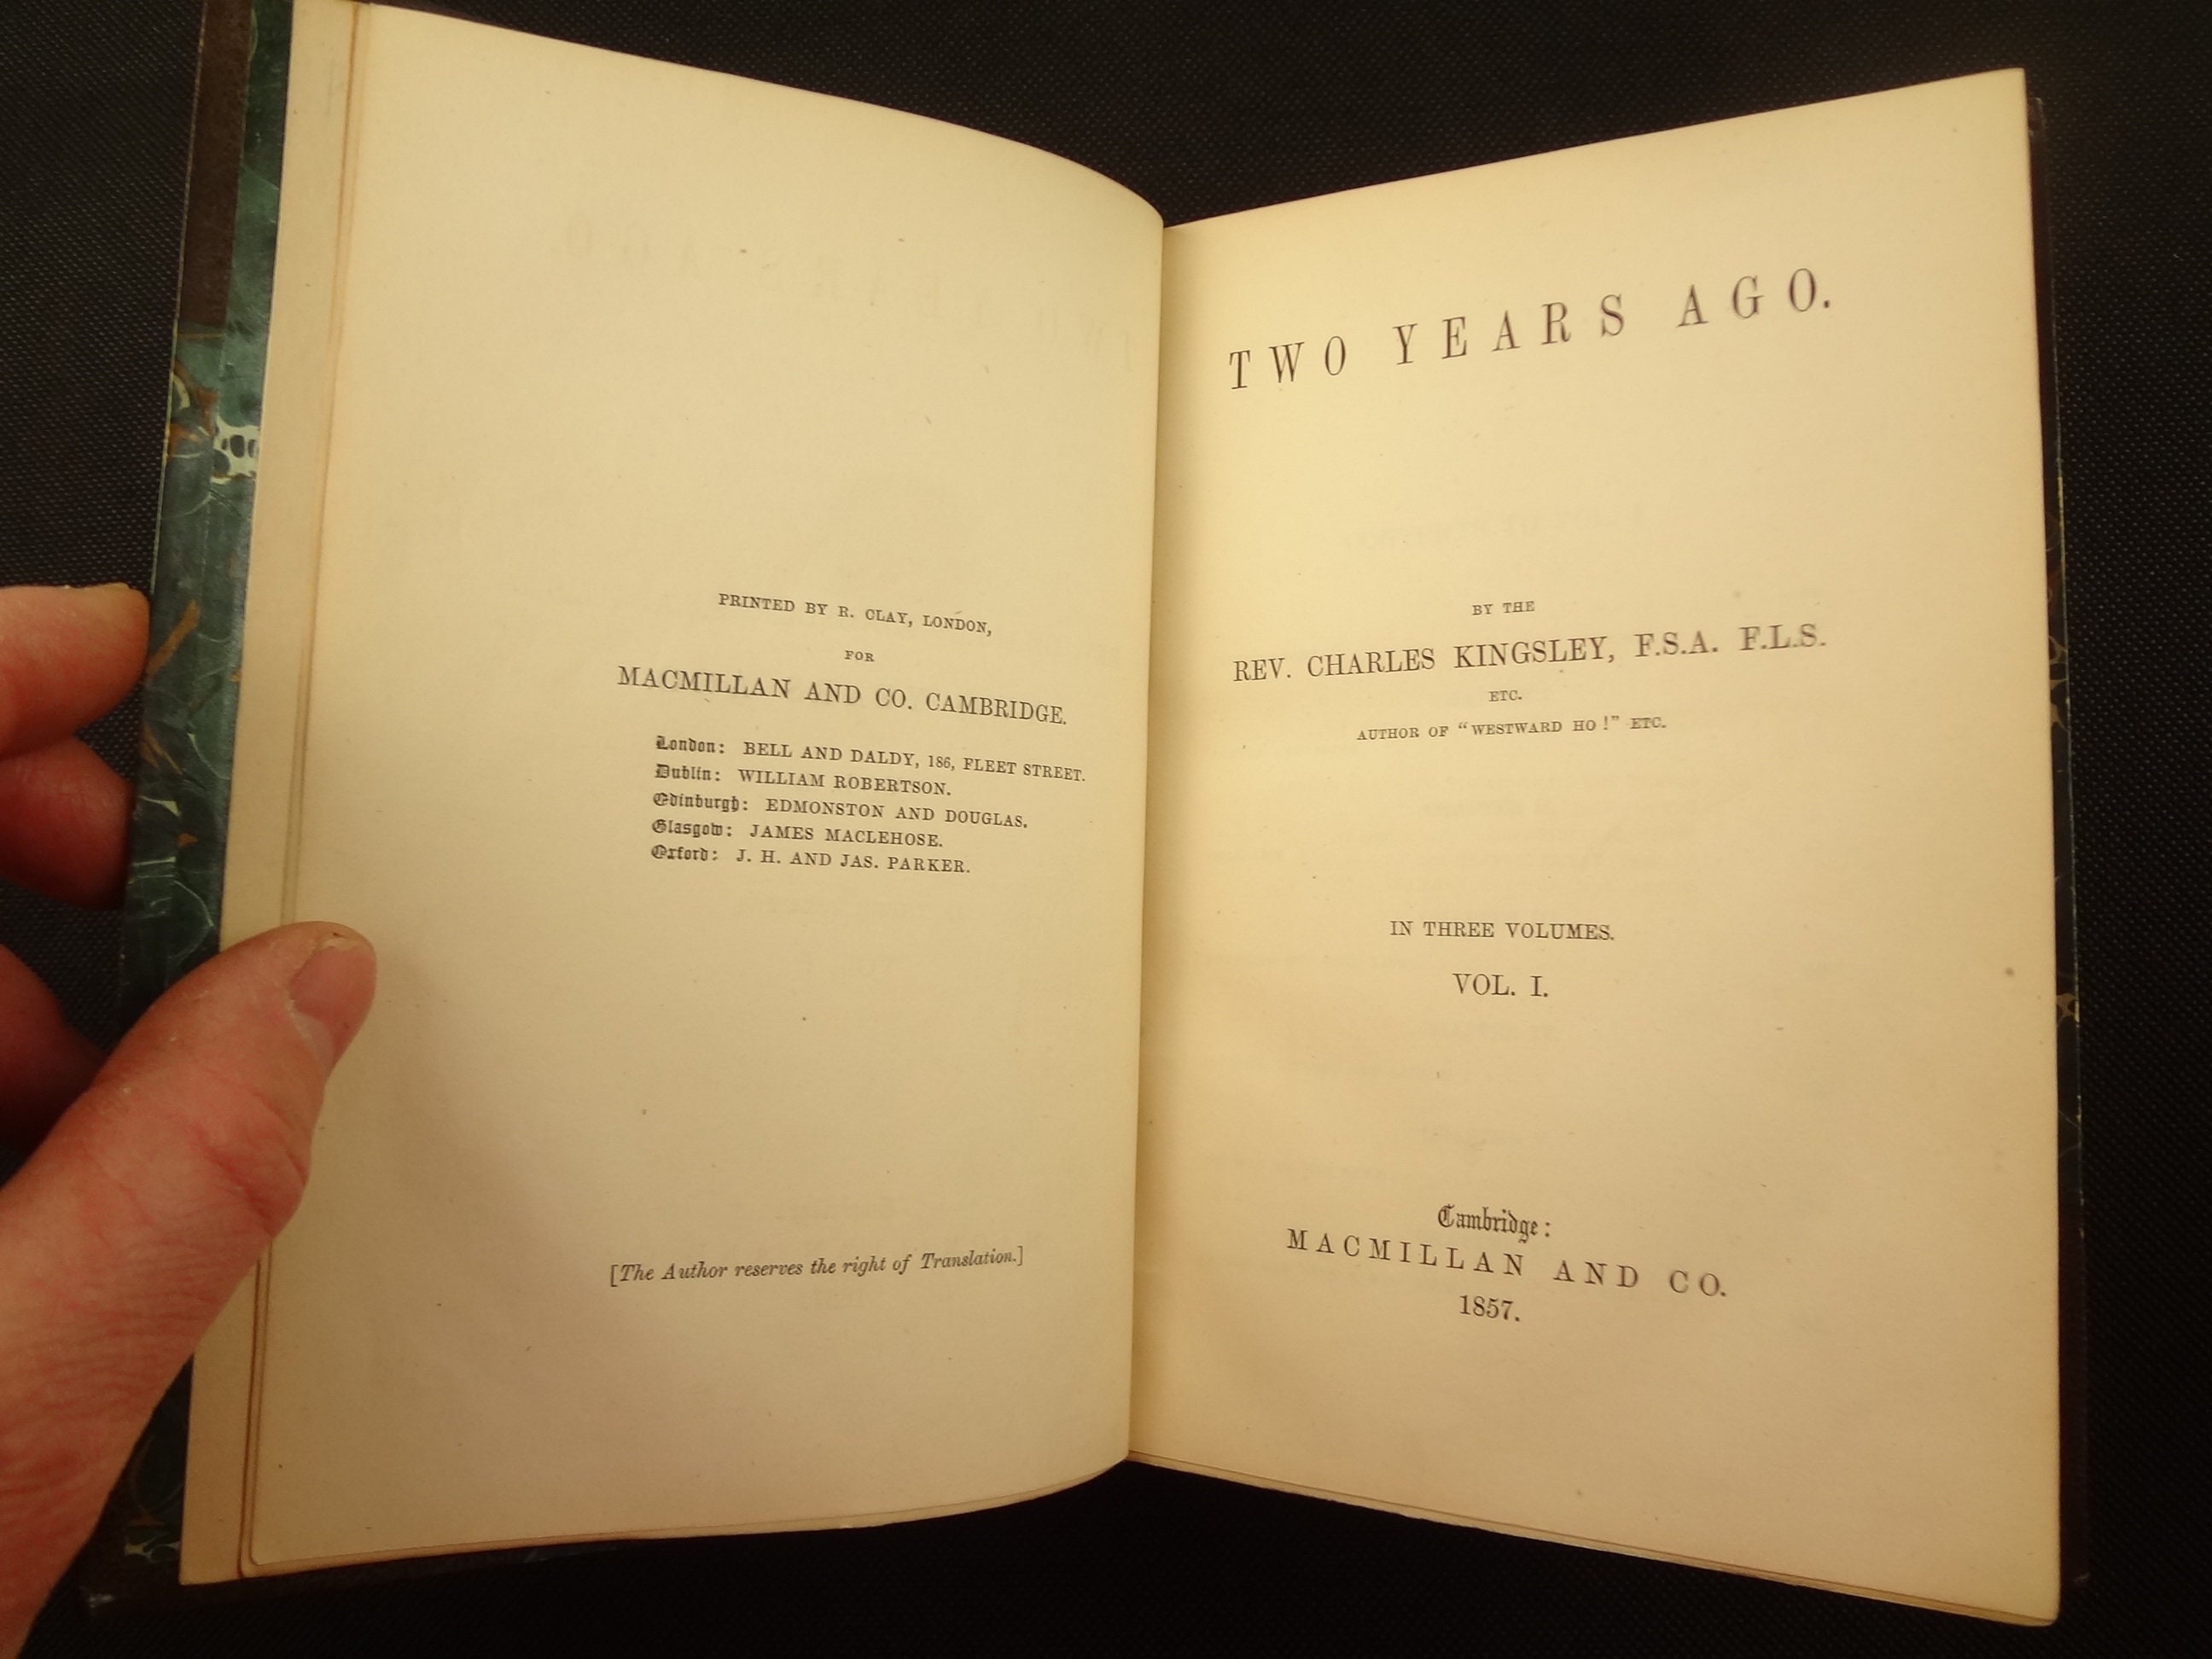 PRINTED BY R. CLAY, LONDON,
FOR
MACMILLAN AND CO. CAMBRIDGE.
London: BELL AND DALDY, 186, FLEET STREET.
Dublin: WILLIAM ROBERTSON.
Edinburgh: EDMONSTON AND DOUGLAS.
Glasgow: JAMES MACLEHOSE.
Oxford: J. H. AND JAS. PARKER.
[The Author reserves the right of Translation.]
TWO YEARS AGO.
BY THE
REV. CHARLES KINGSLEY, F.S.A. F.L.S.
ETC.
AUTHOR OF "WESTWARD HO!" ETC.
IN THREE VOLUMES.
VOL. I.
Cambridge:
MACMILLAN AND CO.
1857.